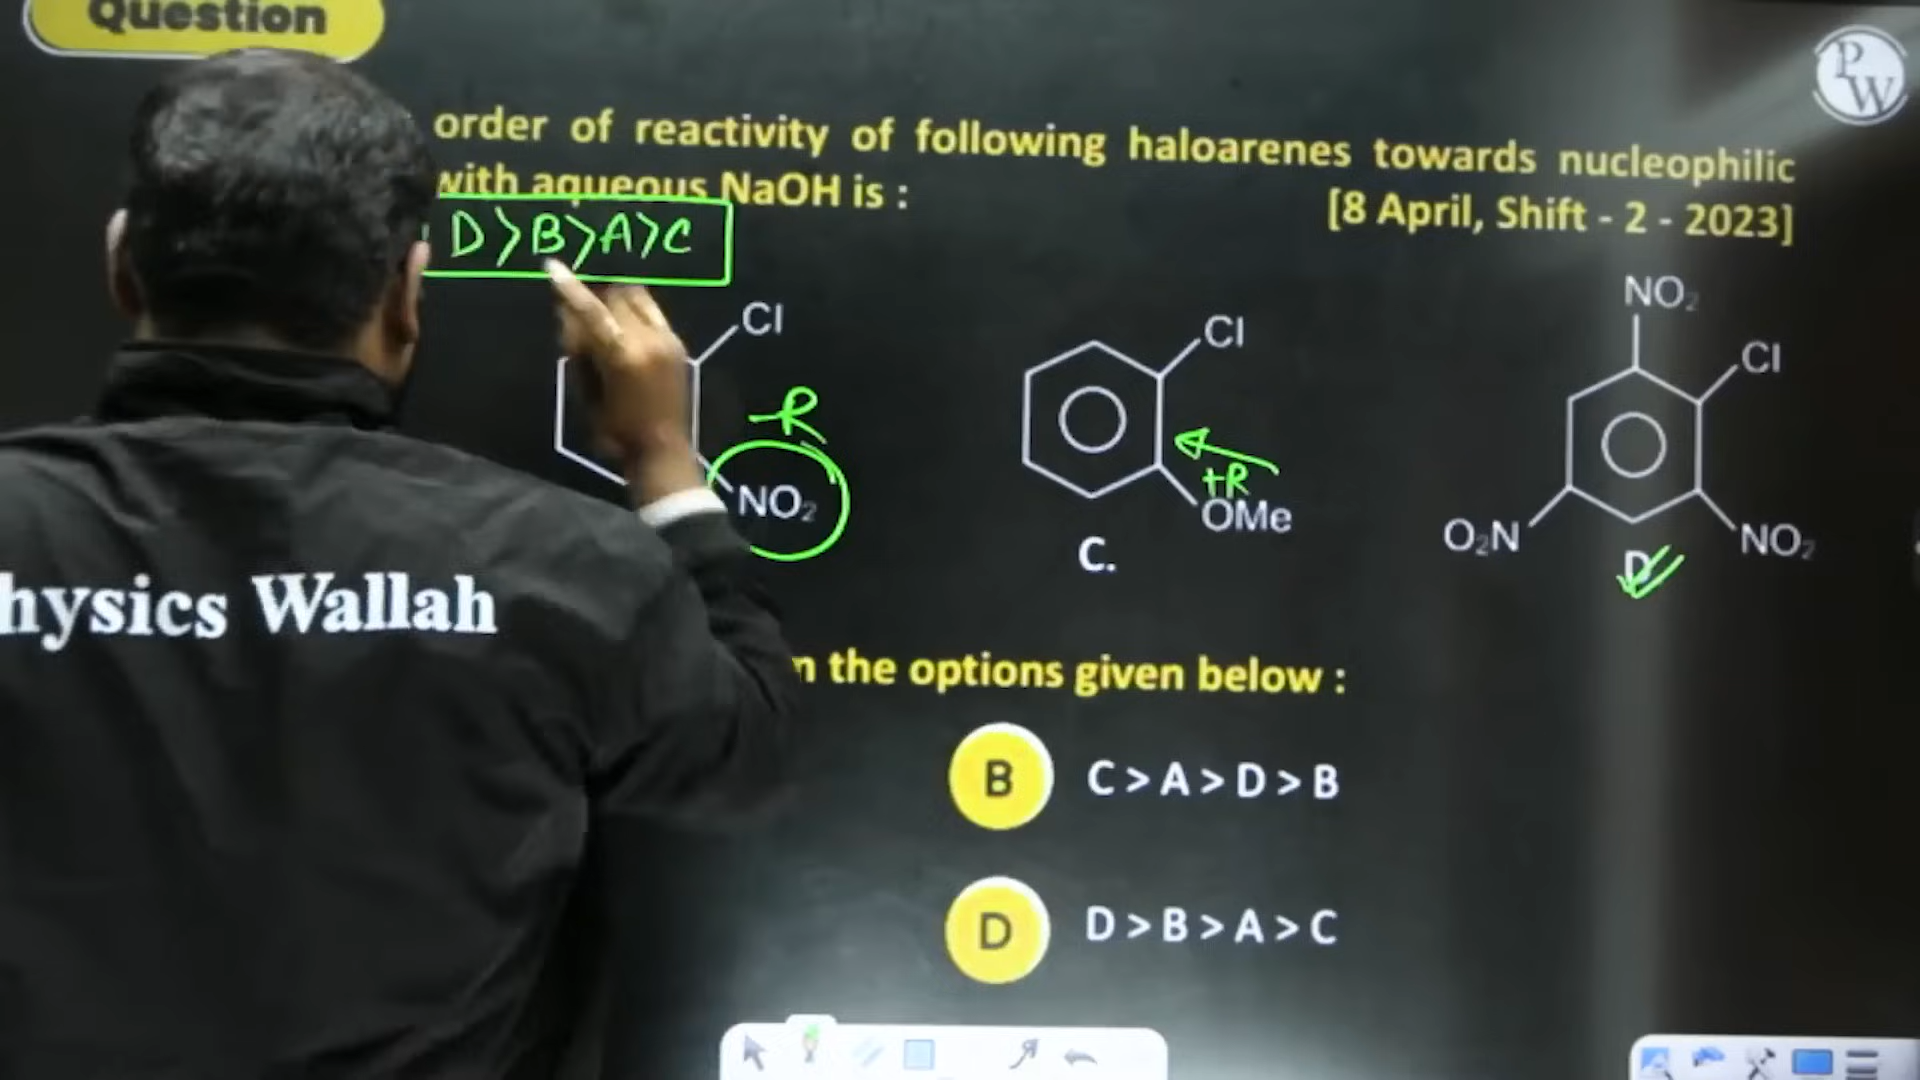 Question
PW
order of reactivity of following haloarenes towards nucleophilic
with aqueous NaOH is :
[8 April, Shift - 2 - 2023]
D>B>A>C
NO₂
Cl
Cl
Cl
-R
+R
NO₂
OMe
O₂N
NO₂
C.
D
hysics Wallah
the options given below :
B C > A > D > B
D D > B > A > C